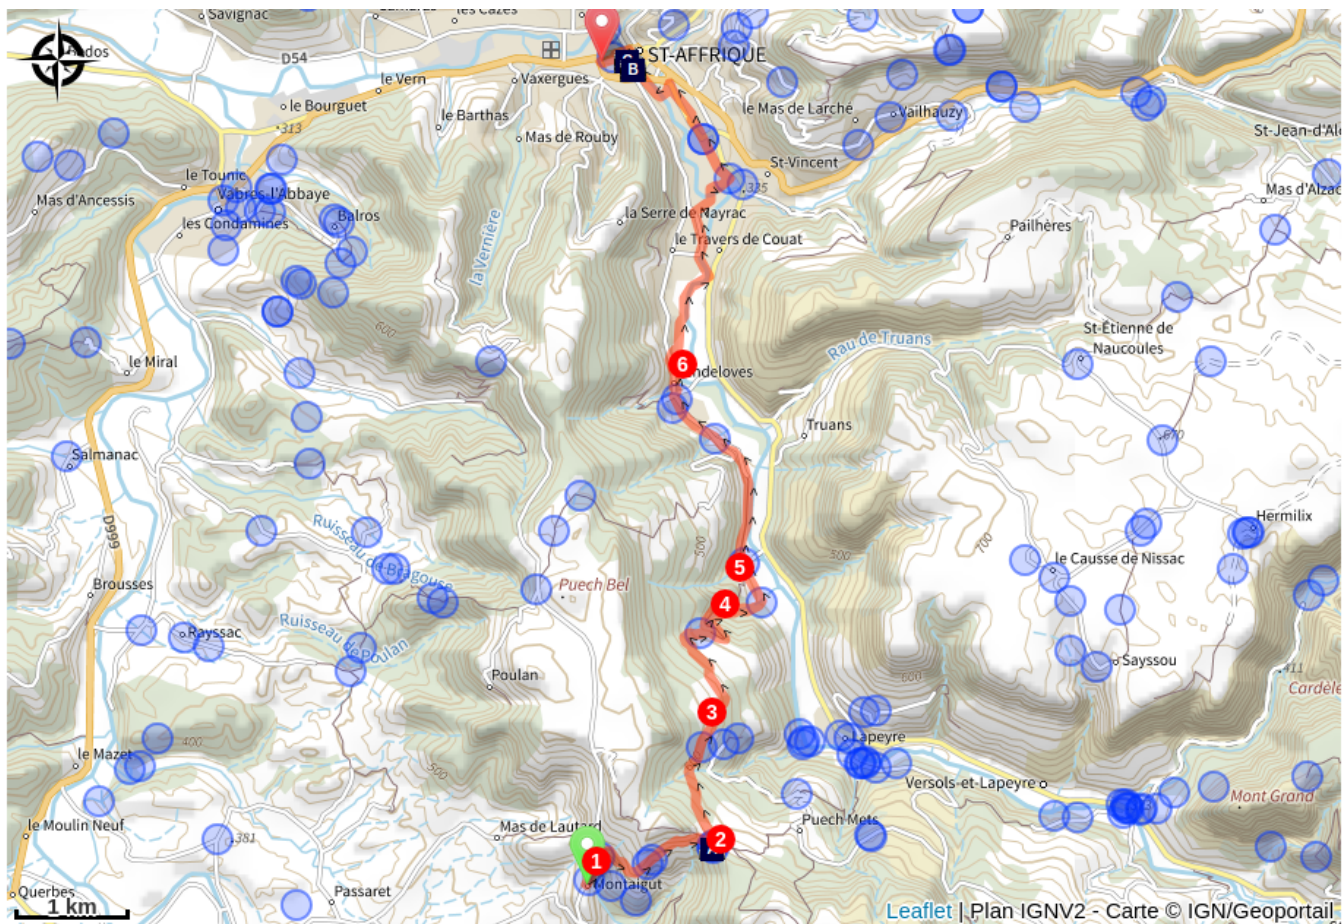 Savignac
les Cazes
D54
ST-AFFRIQUE
B
le Vern
Vaxergues
le Bourguet
313
le Barthas
Mas de Rouby
le Mas de Larché
Vailhauzy
St-Vincent
St-Jean-d'Al
Mas d'Alzac
le Tounic
Vabres-l'Abbaye
Mas d'Ancessis
les Condamines
Balros
la Vernière
335
la Serre de Nayrac
le Travers de Couat
Pailhères
600
le Miral
St-Étienne de
Naucoules
Rau de Truans
6
ndeloves
Truans
670
Salmanac
D999
Hermilix
Ruisseau de Bragouse
500
500
700
le Causse de Nissac
5
Puech Bel
4
Brousses
Rayssac
Ruisseau de Poulan
Sayssou
411
Cardèle
Poulan
600
3
le Mazet
400
500
Lapeyre
Versols-et-Lapeyre
Mont Grand
le Moulin Neuf
381
Mas de Lautard
Puech Mets
2
1
Montaigut
Querbes
Passaret
1 km
Leaflet | Plan IGNV2 - Carte © IGN/Geoportail